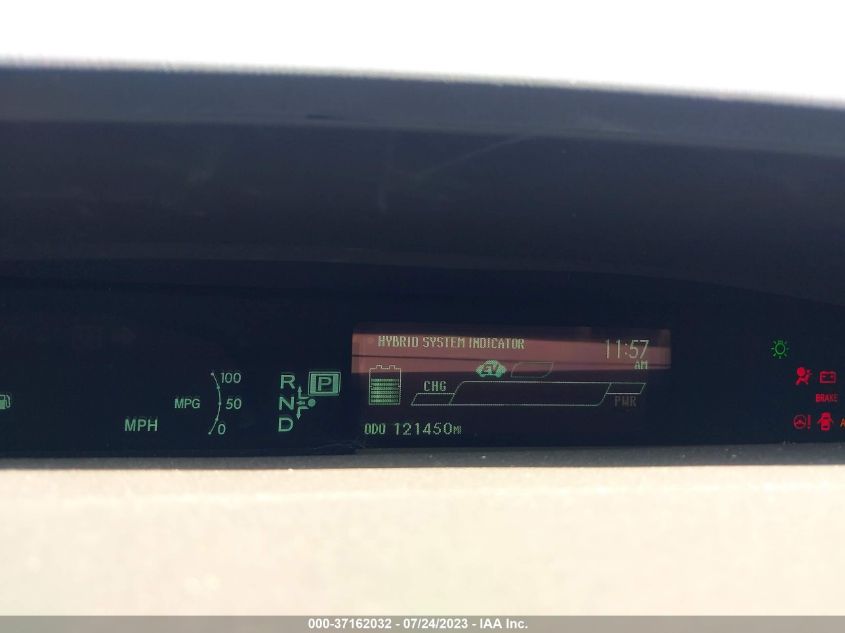 HYBRID SYSTEM INDICATOR 11:57
AM
EV
CHG
PWR
ODO 121450MI
MPH
MPG
100
50
0
R
N
D
P
BRAKE
A
000-37162032 - 07/24/2023 - IAA Inc.